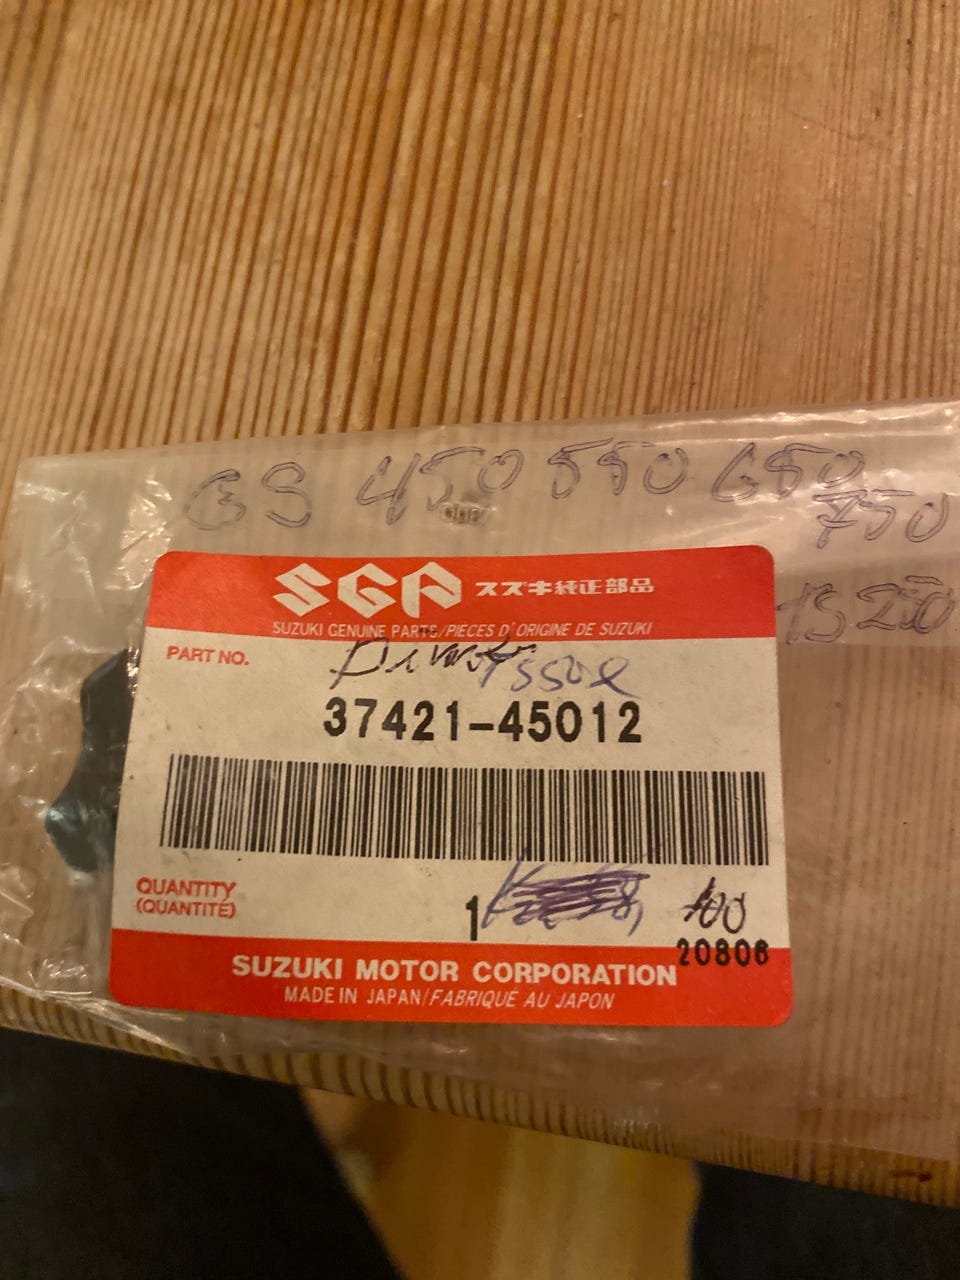 GS 450 550 650
750
TS 250
SGP スズキ純正部品
SUZUKI GENUINE PARTS/PIECES D'ORIGINE DE SUZUKI
PART NO.
37421-45012
QUANTITY
(QUANTITÉ)
1
100
20806
SUZUKI MOTOR CORPORATION
MADE IN JAPAN/FABRIQUÉ AU JAPON